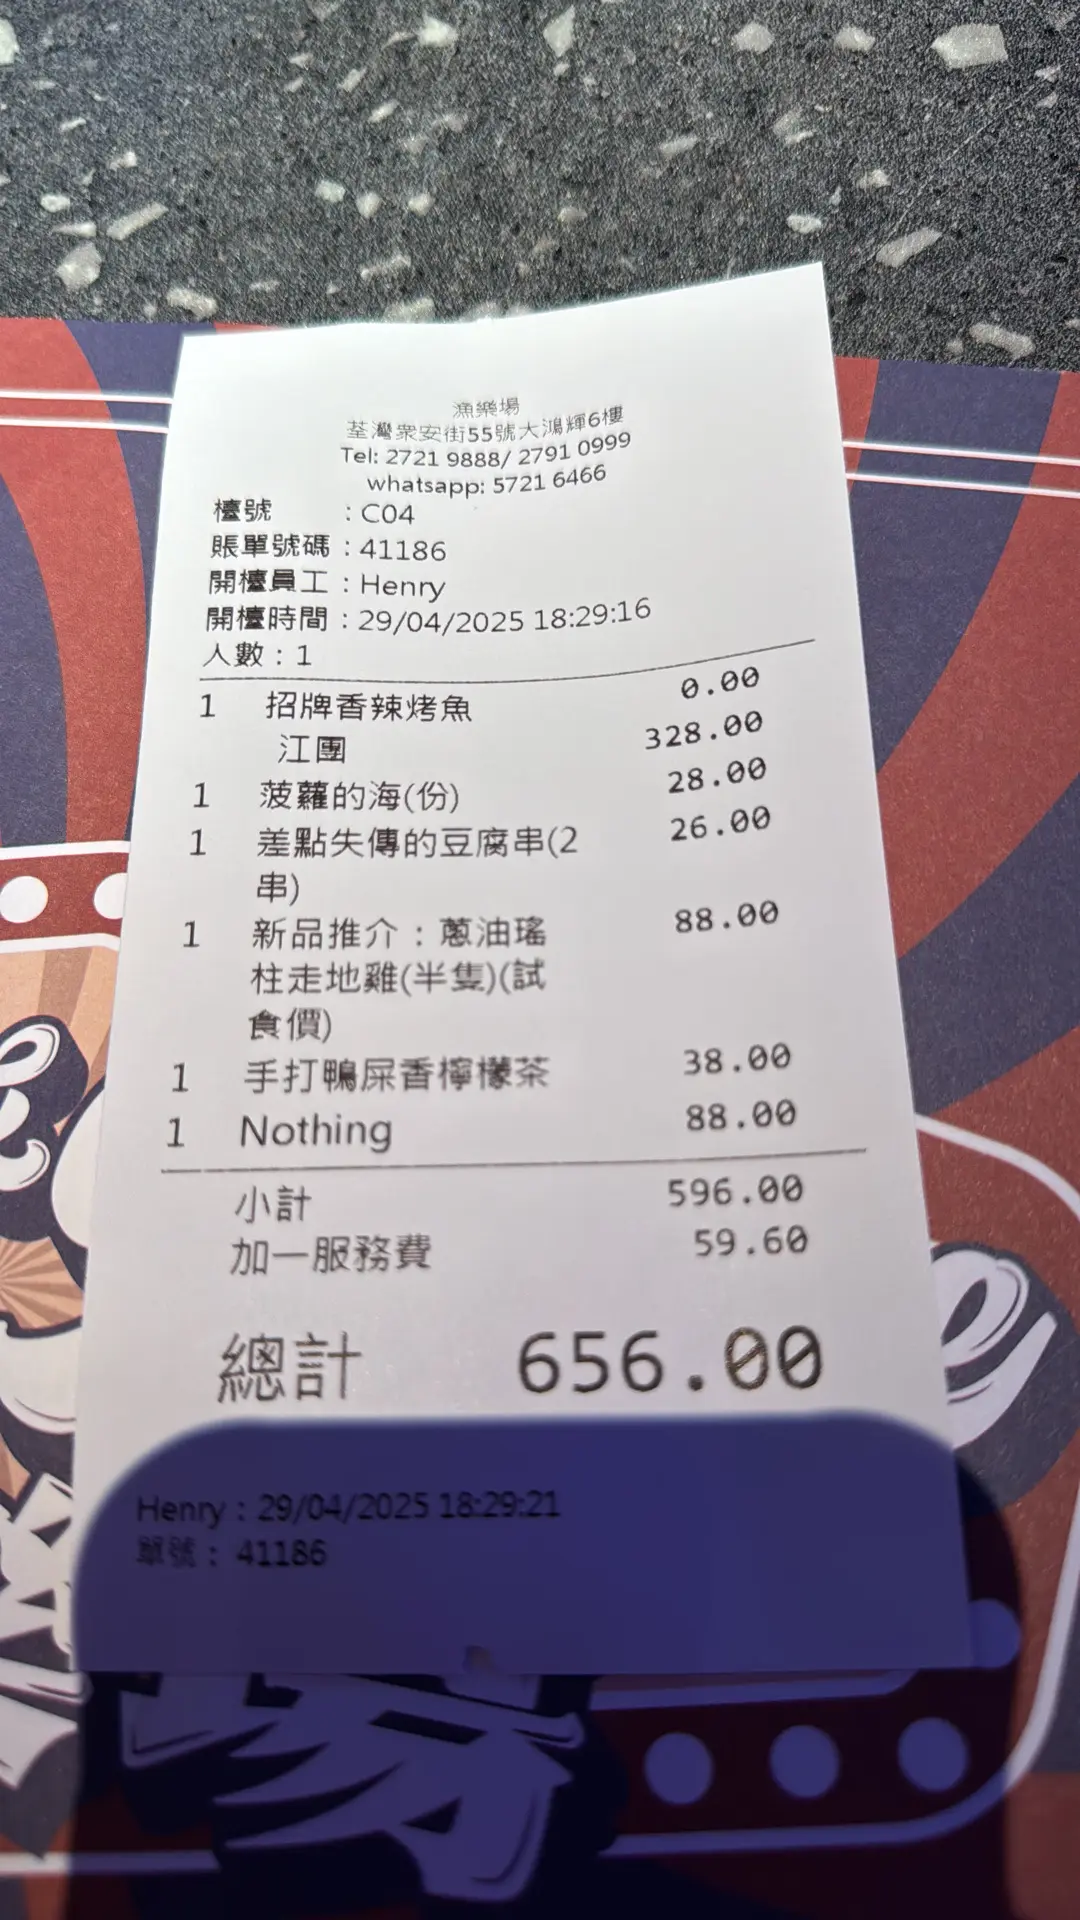 漁樂場
荃灣眾安街55號大鴻輝6樓
Tel: 2721 9888/ 2791 0999
whatsapp: 5721 6466
檯號 : C04
賬單號碼 : 41186
開檯員工 : Henry
開檯時間 : 29/04/2025 18:29:16
人數 : 1
1 招牌香辣烤魚 0.00
江團 328.00
1 菠蘿的海(份) 28.00
1 差點失傳的豆腐串(2 26.00
串)
1 新品推介 : 蔥油瑤 88.00
柱走地雞(半隻)(試
食價)
1 手打鴨屎香檸檬茶 38.00
1 Nothing 88.00
小計 596.00
加一服務費 59.60
總計 656.00
Henry : 29/04/2025 18:29:21
單號 : 41186
場